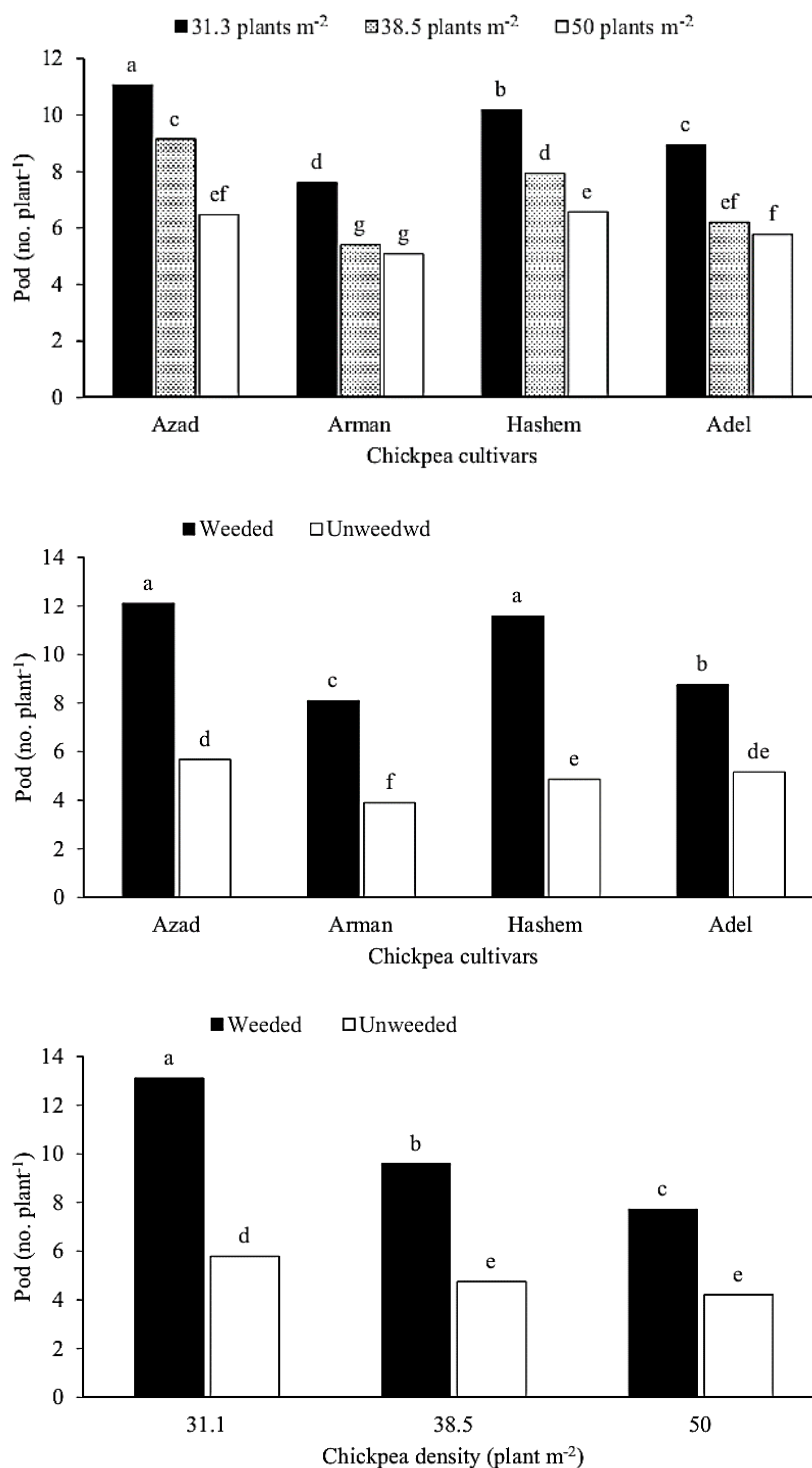 31.3 plants m⁻² 38.5 plants m⁻² 50 plants m⁻²
12
10
8
6
4
2
0
Pod (no. plant⁻¹)
a c ef
d g g
b d e
c ef f
Azad Arman Hashem Adel
Chickpea cultivars
Weeded Unweedwd
14
12
10
8
6
4
2
0
Pod (no. plant⁻¹)
a d
c f
a e
b de
Azad Arman Hashem Adel
Chickpea cultivars
Weeded Unweeded
14
12
10
8
6
4
2
0
Pod (no. plant⁻¹)
a d
b e
c e
31.1 38.5 50
Chickpea density (plant m⁻²)